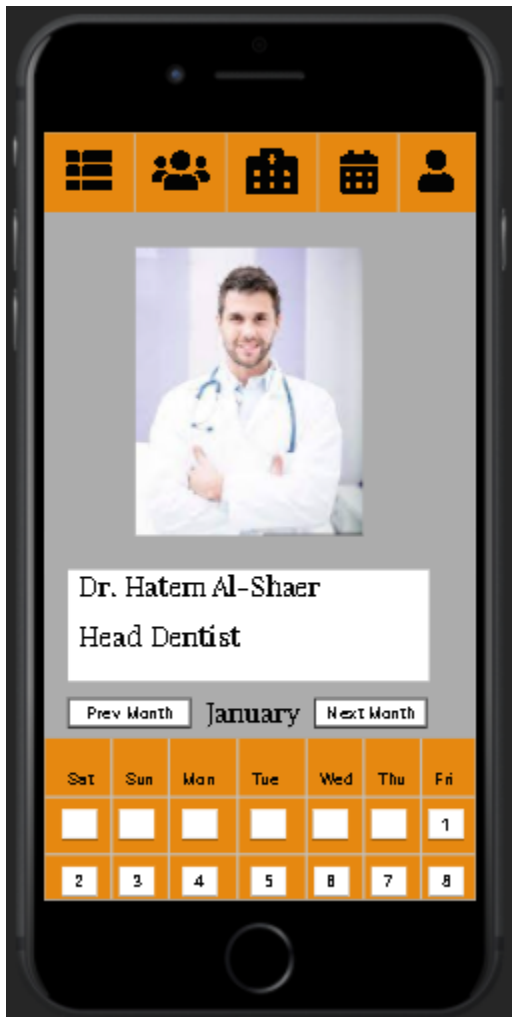 Dr. Hatem Al-Shaer
Head Dentist
Prev Month January Next Month
Sat Sun Mon Tue Wed Thu Fri
1
2 3 4 5 6 7 8